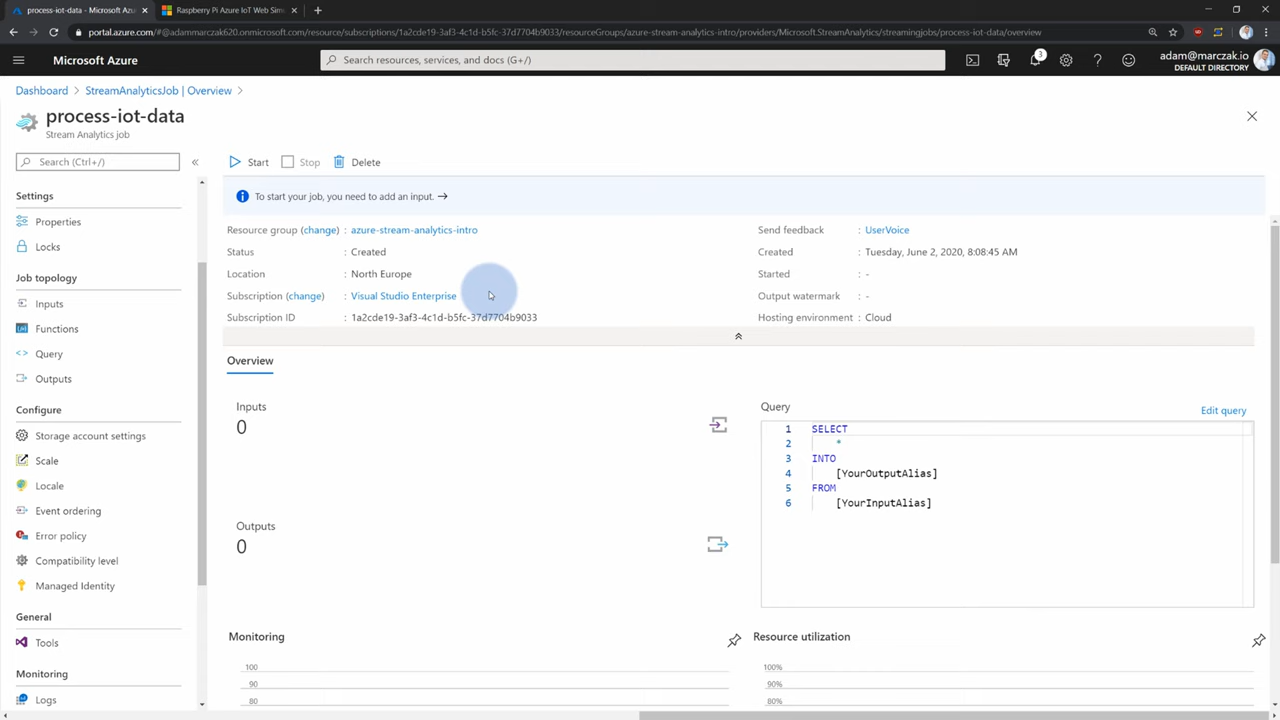 process-iot-data - Microsoft Azu
Raspberry Pi Azure IoT Web Simu
portal.azure.com/#@adammarczak620.onmicrosoft.com/resource/subscriptions/1a2cde19-3af3-4c1d-b5fc-37d7704b9033/resourceGroups/azure-stream-analytics-intro/providers/Microsoft.StreamAnalytics/streamingjobs/process-iot-data/overview
Microsoft Azure
Search resources, services, and docs (G+/)
3
adam@marczak.io
DEFAULT DIRECTORY
Dashboard > StreamAnalyticsJob | Overview >
process-iot-data
Stream Analytics job
Search (Ctrl+/)
«
Settings
Properties
Locks
Job topology
Inputs
Functions
Query
Outputs
Configure
Storage account settings
Scale
Locale
Event ordering
Error policy
Compatibility level
Managed Identity
General
Tools
Monitoring
Logs
Start
Stop
Delete
To start your job, you need to add an input. →
Resource group (change) : azure-stream-analytics-intro
Status : Created
Location : North Europe
Subscription (change) : Visual Studio Enterprise
Subscription ID : 1a2cde19-3af3-4c1d-b5fc-37d7704b9033
Send feedback : UserVoice
Created : Tuesday, June 2, 2020, 8:08:45 AM
Started : -
Output watermark : -
Hosting environment : Cloud
Overview
Inputs
0
Outputs
0
Query
Edit query
1 SELECT
2 *
3 INTO
4 [YourOutputAlias]
5 FROM
6 [YourInputAlias]
Monitoring
100
90
80
Resource utilization
100%
90%
80%